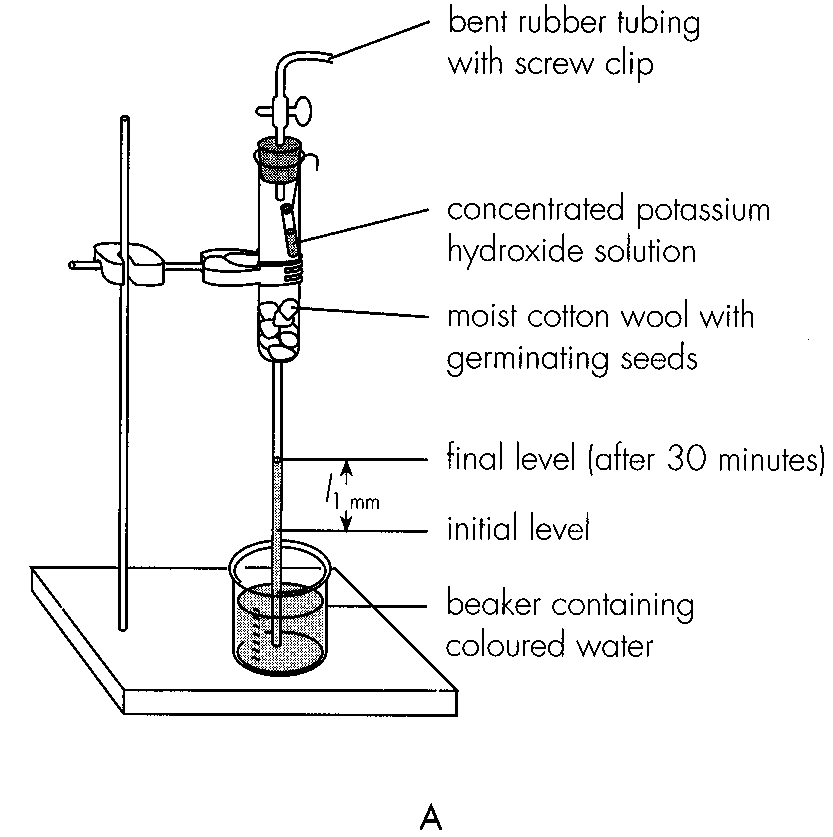 bent rubber tubing
with screw clip
concentrated potassium
hydroxide solution
moist cotton wool with
germinating seeds
final level (after 30 minutes)
l1 mm
initial level
beaker containing
coloured water
A